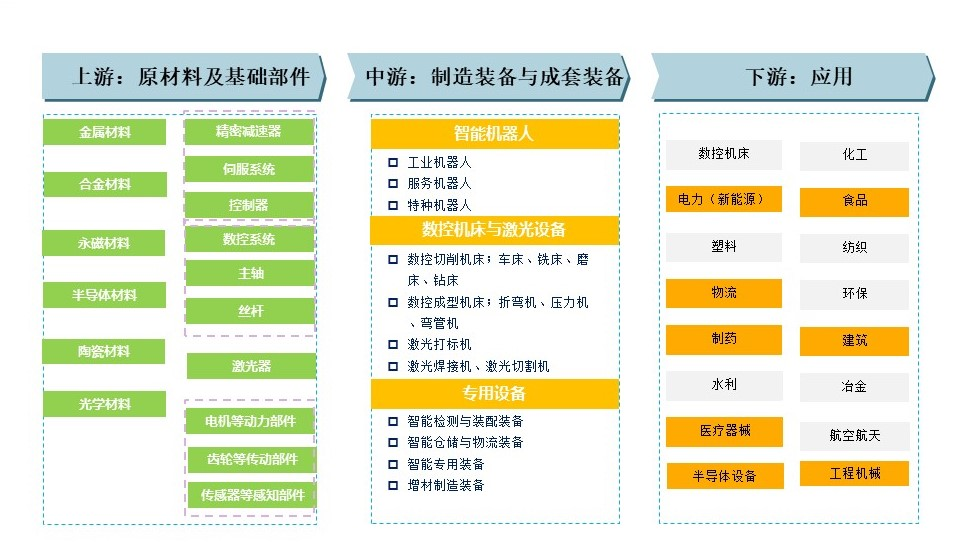 上游：原材料及基础部件
金属材料
合金材料
永磁材料
半导体材料
陶瓷材料
光学材料
精密减速器
伺服系统
控制器
数控系统
主轴
丝杆
激光器
电机等动力部件
齿轮等传动部件
传感器等感知部件
中游：制造装备与成套装备
智能机器人
工业机器人
服务机器人
特种机器人
数控机床与激光设备
数控切削机床；车床、铣床、磨
床、钻床
数控成型机床；折弯机、压力机
、弯管机
激光打标机
激光焊接机、激光切割机
专用设备
智能检测与装配装备
智能仓储与物流装备
智能专用装备
增材制造装备
下游：应用
数控机床
电力（新能源）
塑料
物流
制药
水利
医疗器械
半导体设备
化工
食品
纺织
环保
建筑
冶金
航空航天
工程机械